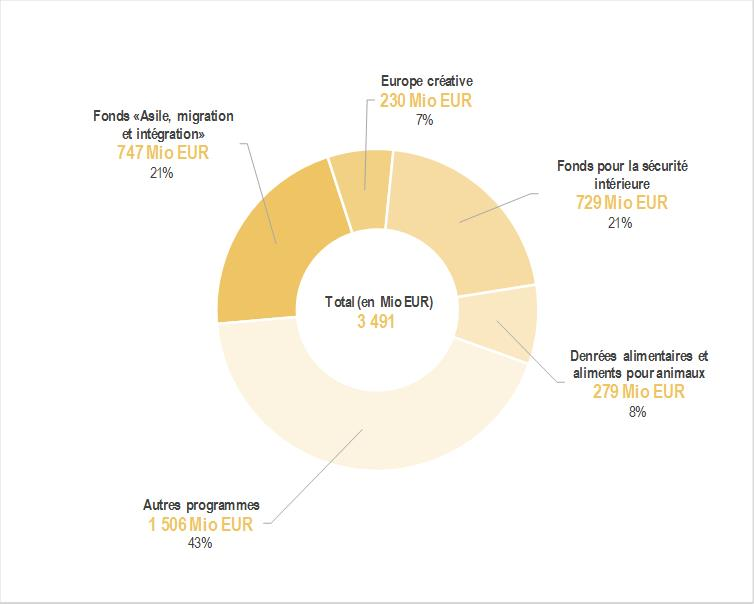 Europe créative
230 Mio EUR
7%
Fonds «Asile, migration
et intégration»
747 Mio EUR
21%
Fonds pour la sécurité
intérieure
729 Mio EUR
21%
Total (en Mio EUR)
3 491
Denrées alimentaires et
aliments pour animaux
279 Mio EUR
8%
Autres programmes
1 506 Mio EUR
43%